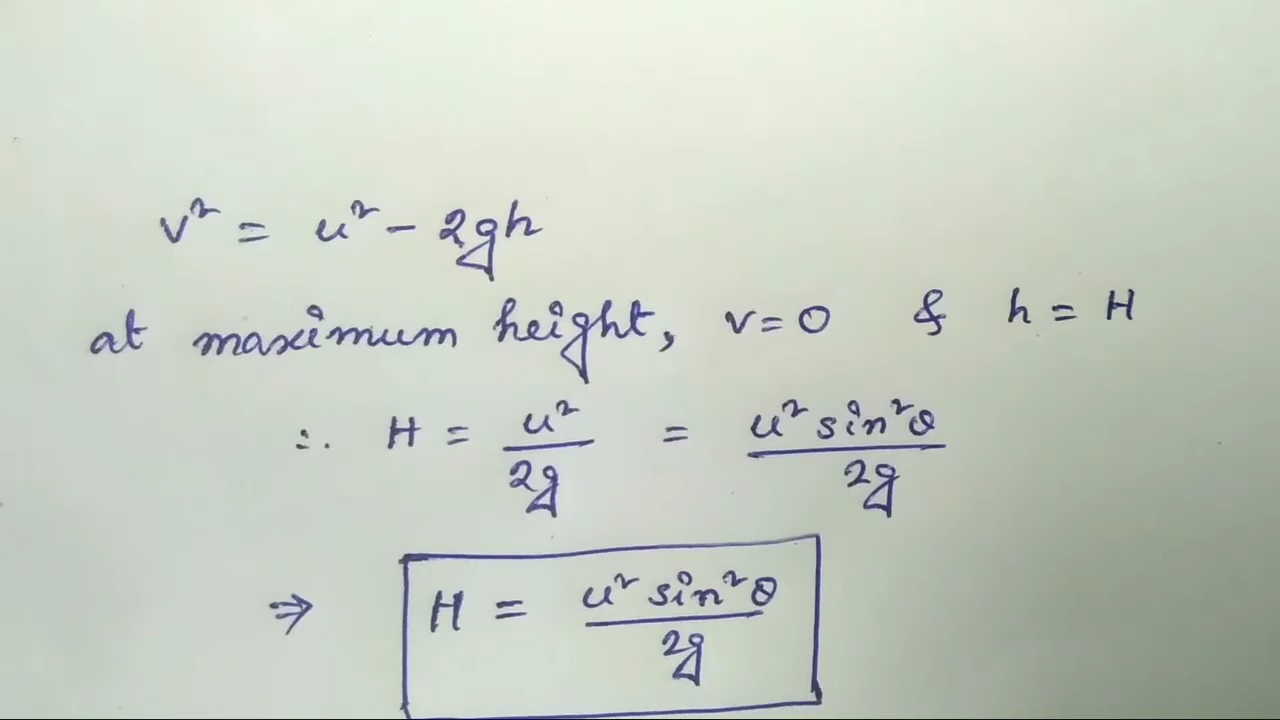 v² = u² - 2gh
at maximum height, v = 0 & h = H
∴ H = u²/2g = u² sin²θ/2g
⇒ H = u² sin²θ/2g